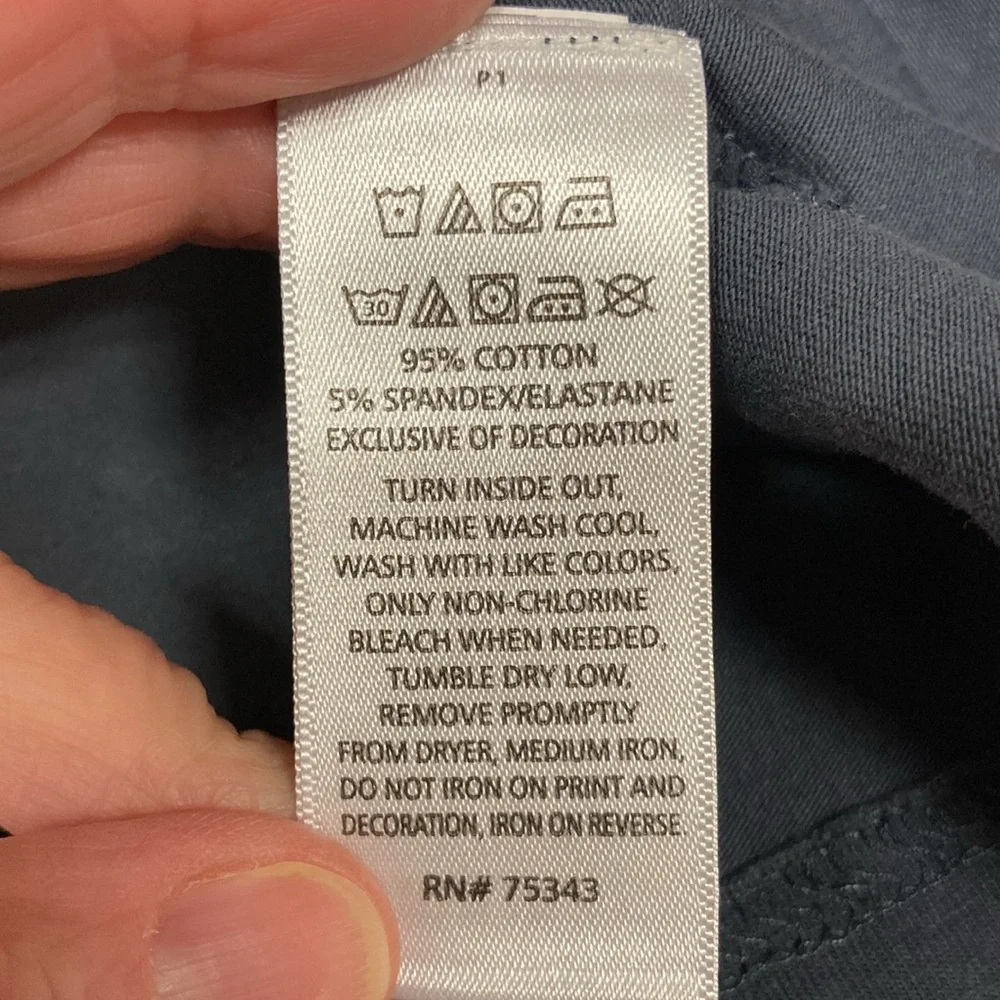 P1
30
95% COTTON
5% SPANDEX/ELASTANE
EXCLUSIVE OF DECORATION
TURN INSIDE OUT,
MACHINE WASH COOL,
WASH WITH LIKE COLORS,
ONLY NON-CHLORINE
BLEACH WHEN NEEDED,
TUMBLE DRY LOW,
REMOVE PROMPTLY
FROM DRYER, MEDIUM IRON,
DO NOT IRON ON PRINT AND
DECORATION, IRON ON REVERSE
RN# 75343